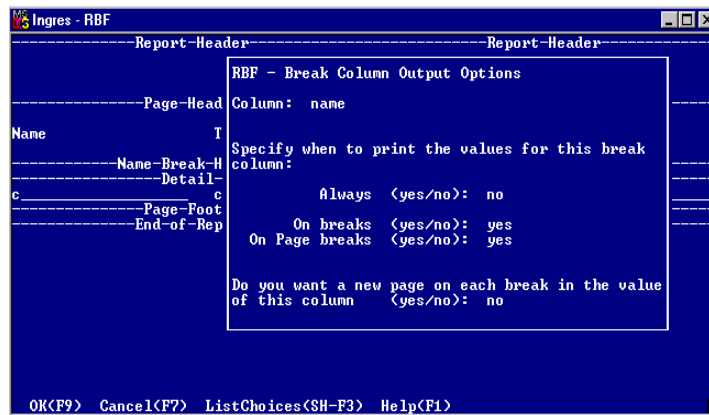 Ingres - RBF
---------------Report-Header-----------------------------Report-Header-------------
RBF - Break Column Output Options
----------------Page-Head
Column: name
Name T
Specify when to print the values for this break
-------------Name-Break-H
column:
------------------Detail-
c____________________ c
Always (yes/no): no
----------------Page-Foot
---------------End-of-Rep
On breaks (yes/no): yes
On Page breaks (yes/no): yes
Do you want a new page on each break in the value
of this column (yes/no): no
OK(F9) Cancel(F7) ListChoices(SH-F3) Help(F1)